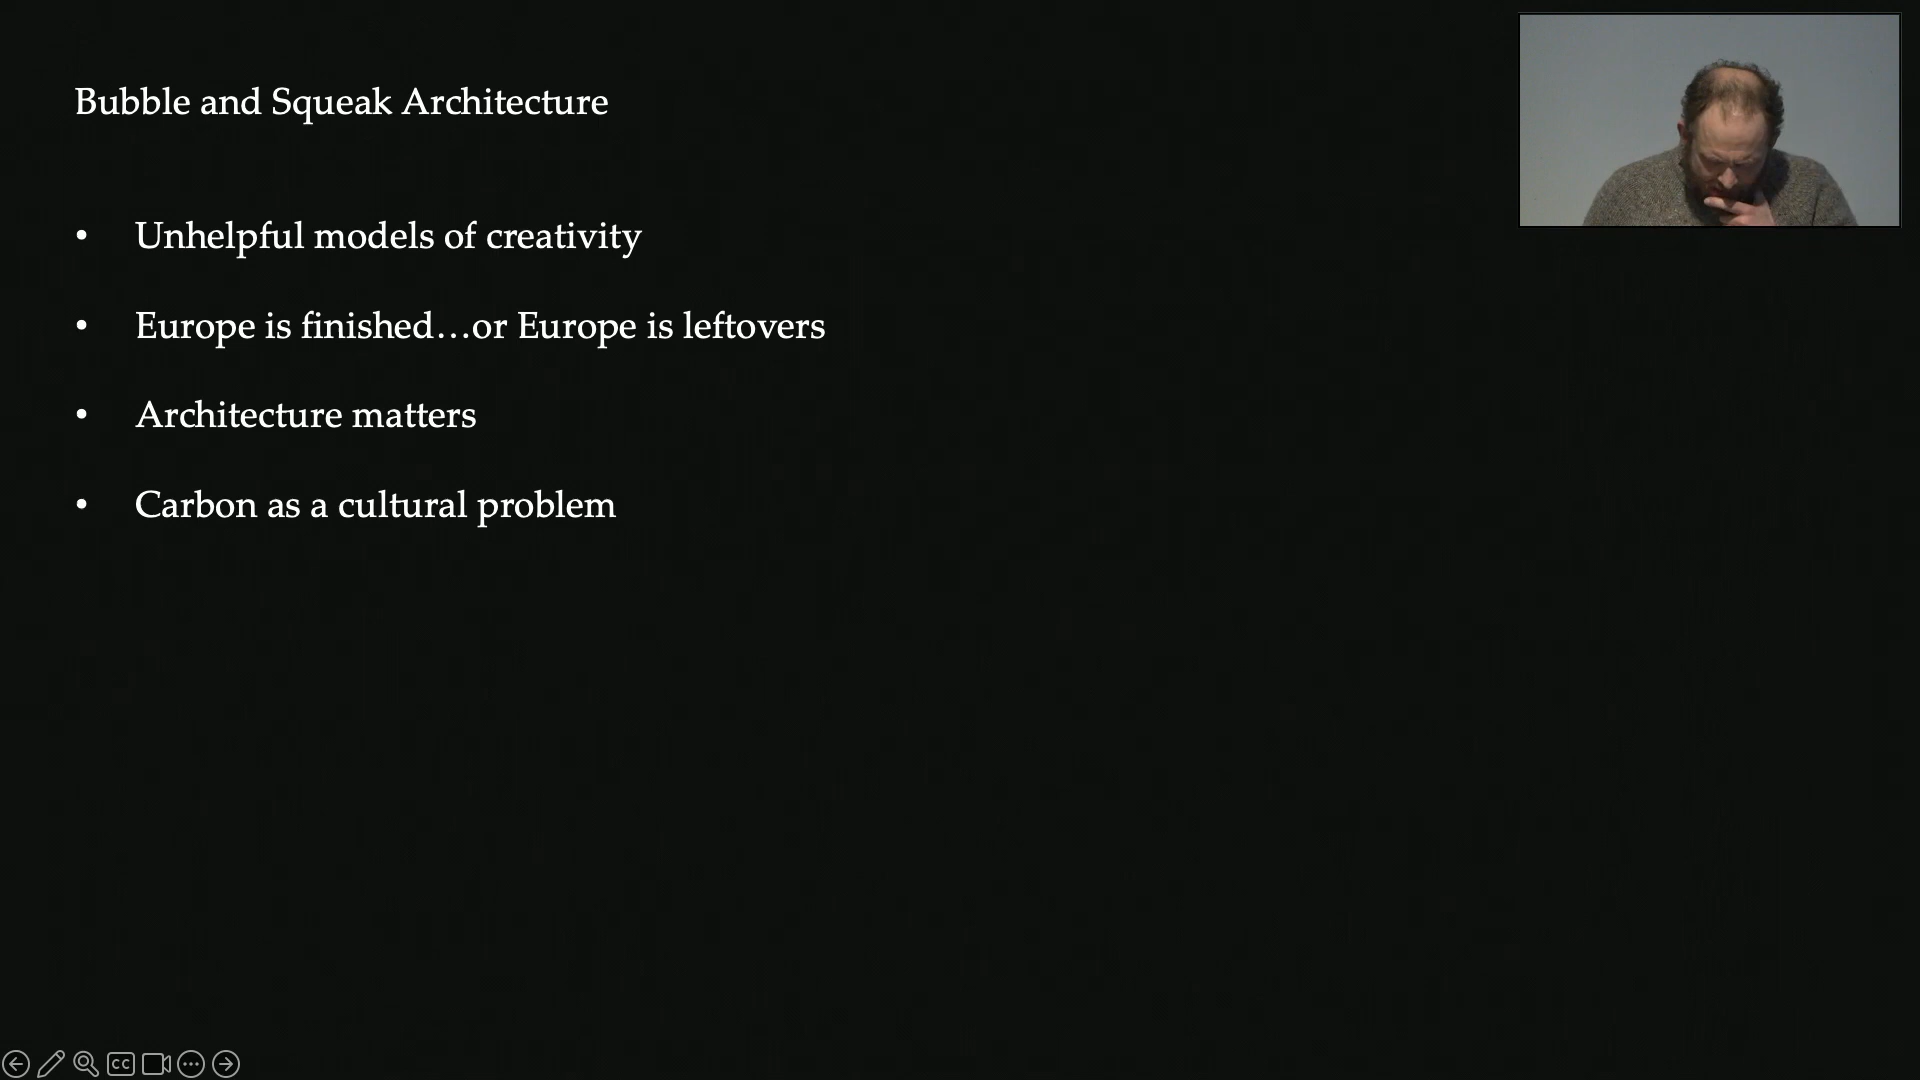 Bubble and Squeak Architecture
• Unhelpful models of creativity
• Europe is finished…or Europe is leftovers
• Architecture matters
• Carbon as a cultural problem
CC